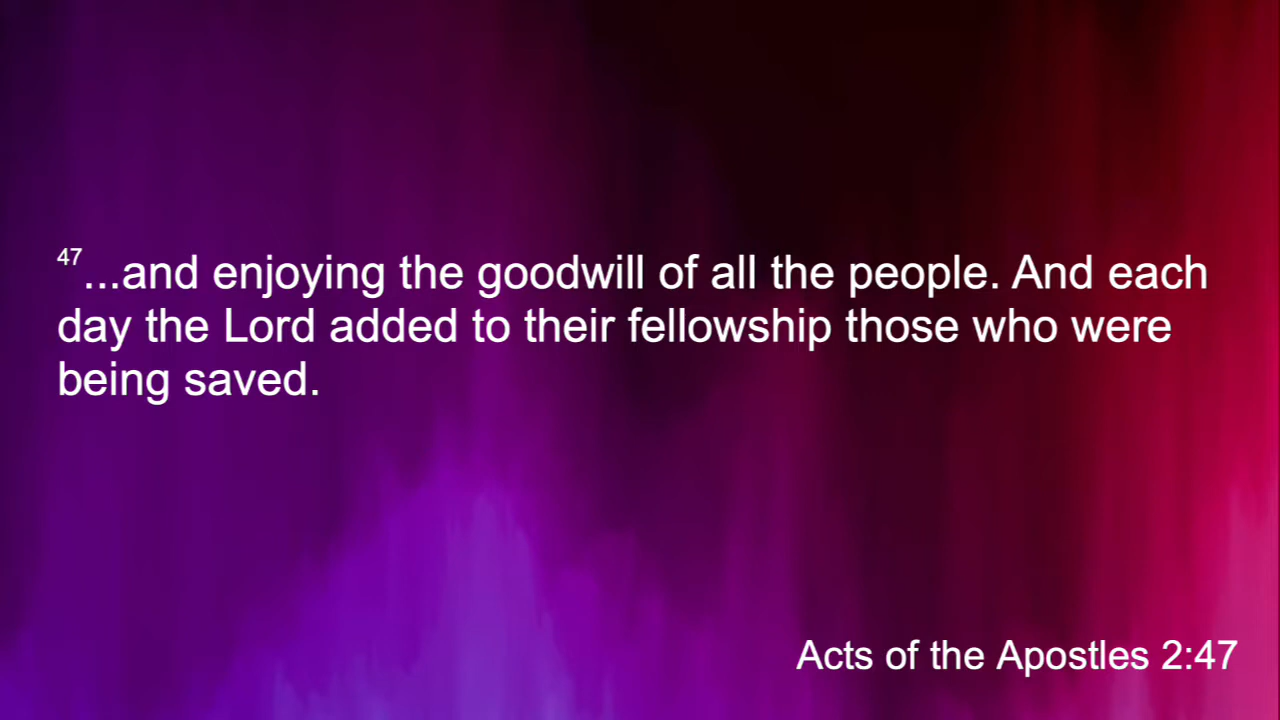 47...and enjoying the goodwill of all the people. And each
day the Lord added to their fellowship those who were
being saved.
Acts of the Apostles 2:47